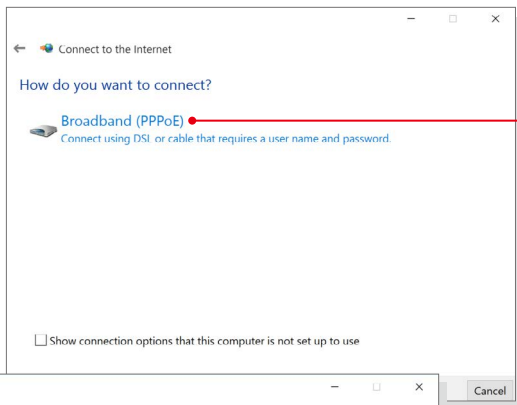 Connect to the Internet
How do you want to connect?
Broadband (PPPoE)
Connect using DSL or cable that requires a user name and password.
Show connection options that this computer is not set up to use
Cancel